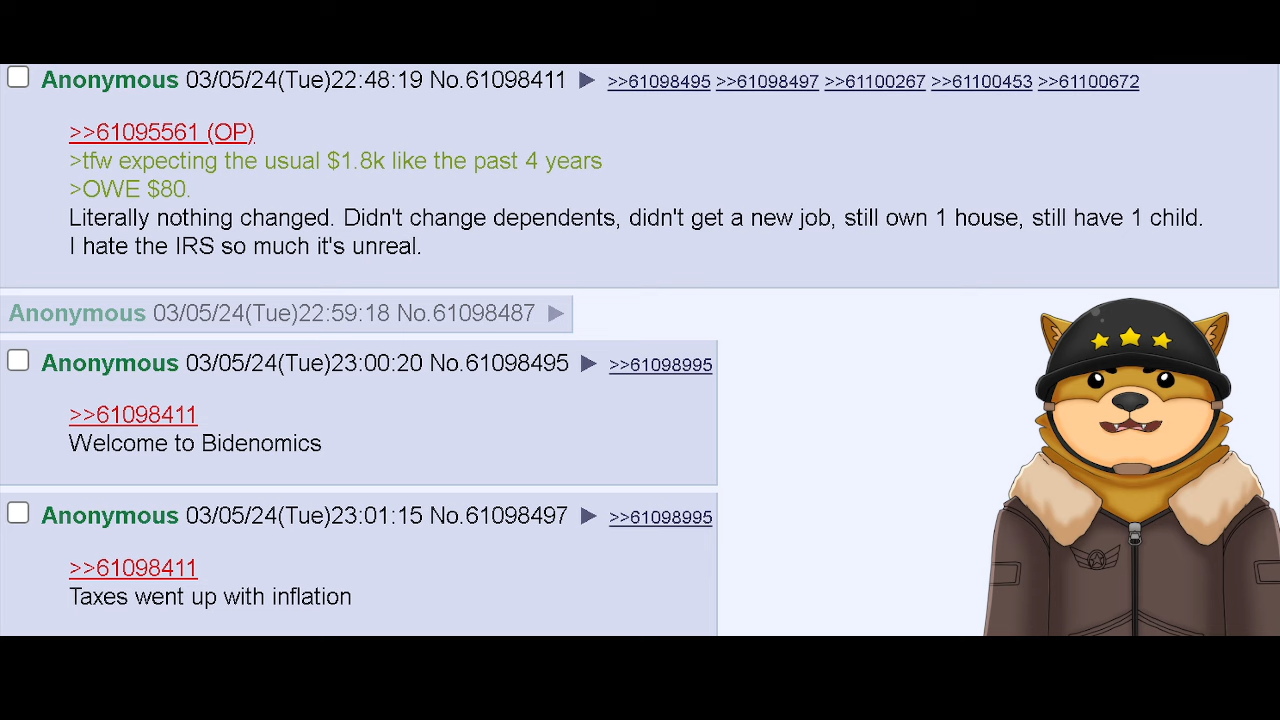 Anonymous 03/05/24(Tue)22:48:19 No.61098411 ▶ >>61098495 >>61098497 >>61100267 >>61100453 >>61100672
>>61095561 (OP)
>tfw expecting the usual $1.8k like the past 4 years
>OWE $80.
Literally nothing changed. Didn't change dependents, didn't get a new job, still own 1 house, still have 1 child.
I hate the IRS so much it's unreal.
Anonymous 03/05/24(Tue)22:59:18 No.61098487 ▶
Anonymous 03/05/24(Tue)23:00:20 No.61098495 ▶ >>61098995
>>61098411
Welcome to Bidenomics
Anonymous 03/05/24(Tue)23:01:15 No.61098497 ▶ >>61098995
>>61098411
Taxes went up with inflation